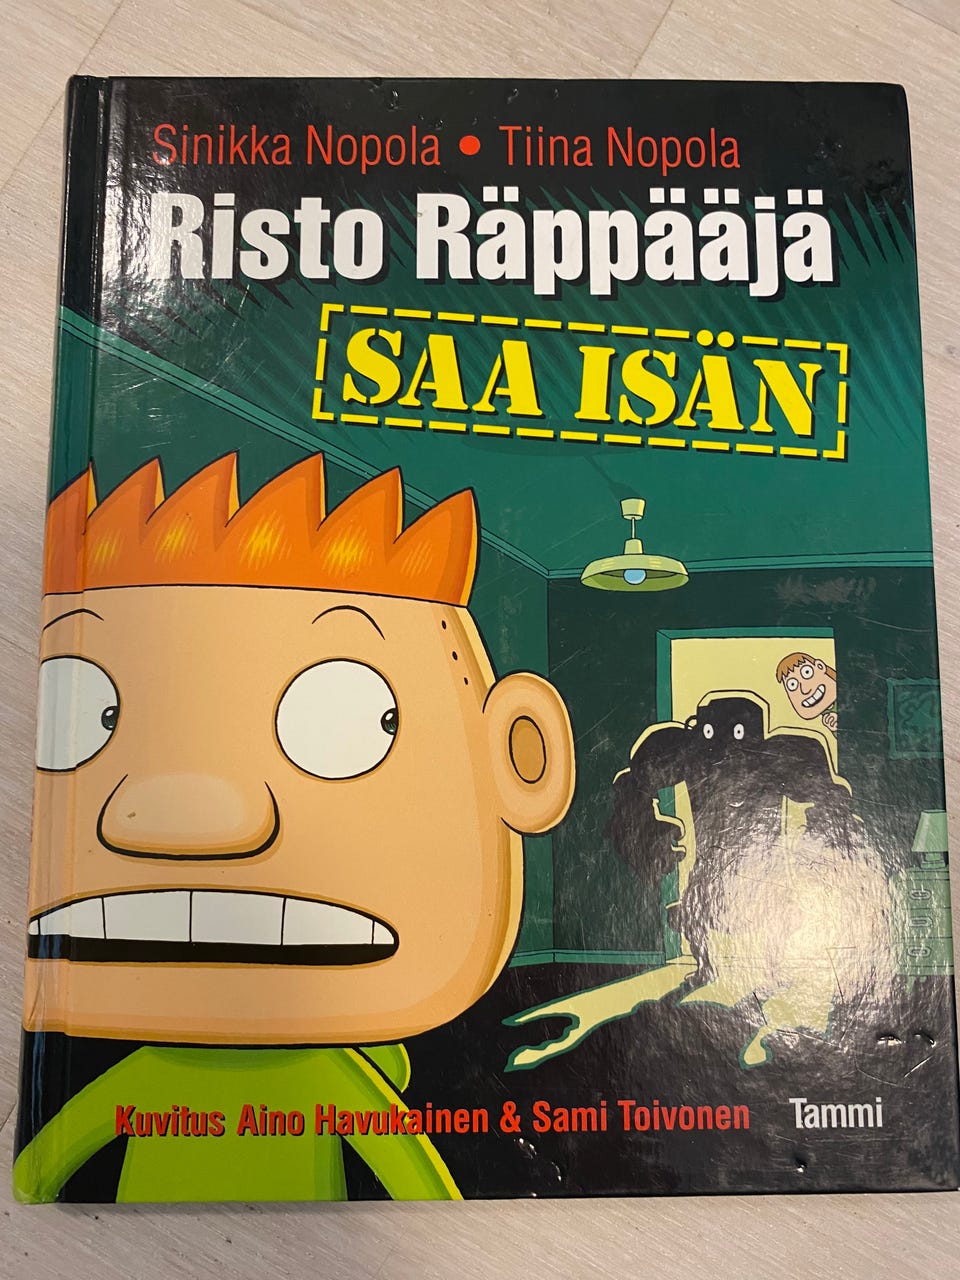 Sinikka Nopola • Tiina Nopola
Risto Räppääjä
SAA ISÄN
Kuvitus Aino Havukainen & Sami Toivonen
Tammi